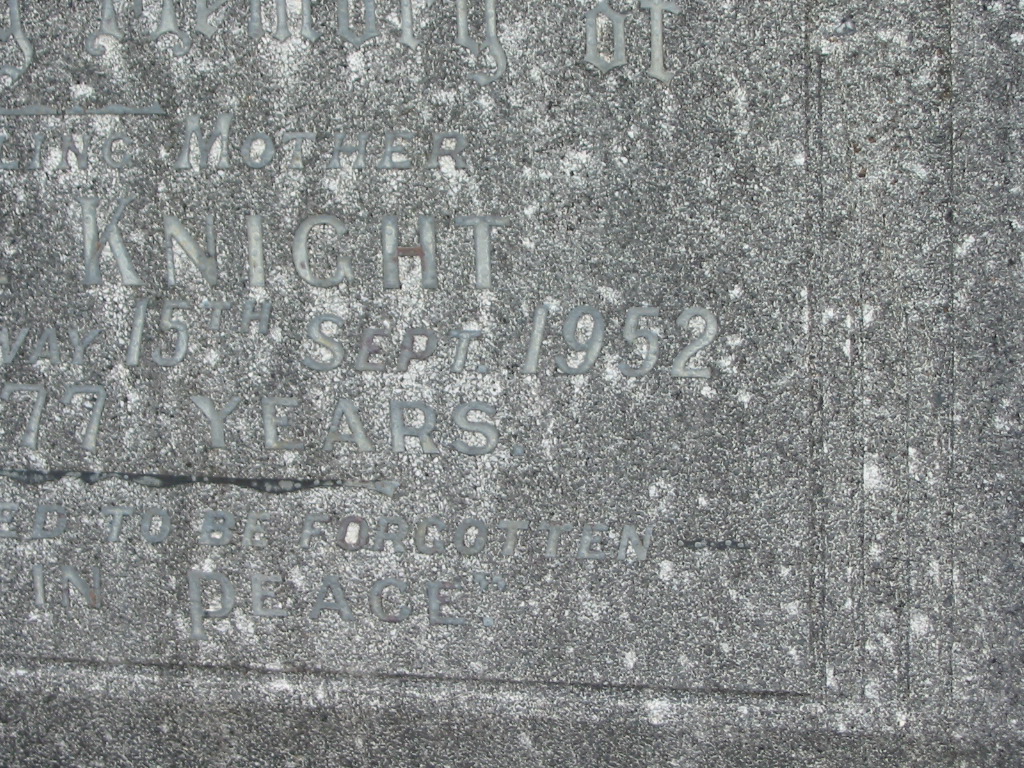 Memory of
Mother
Knight
15th Sept. 1952
77 Years.
to be forgotten
in peace"